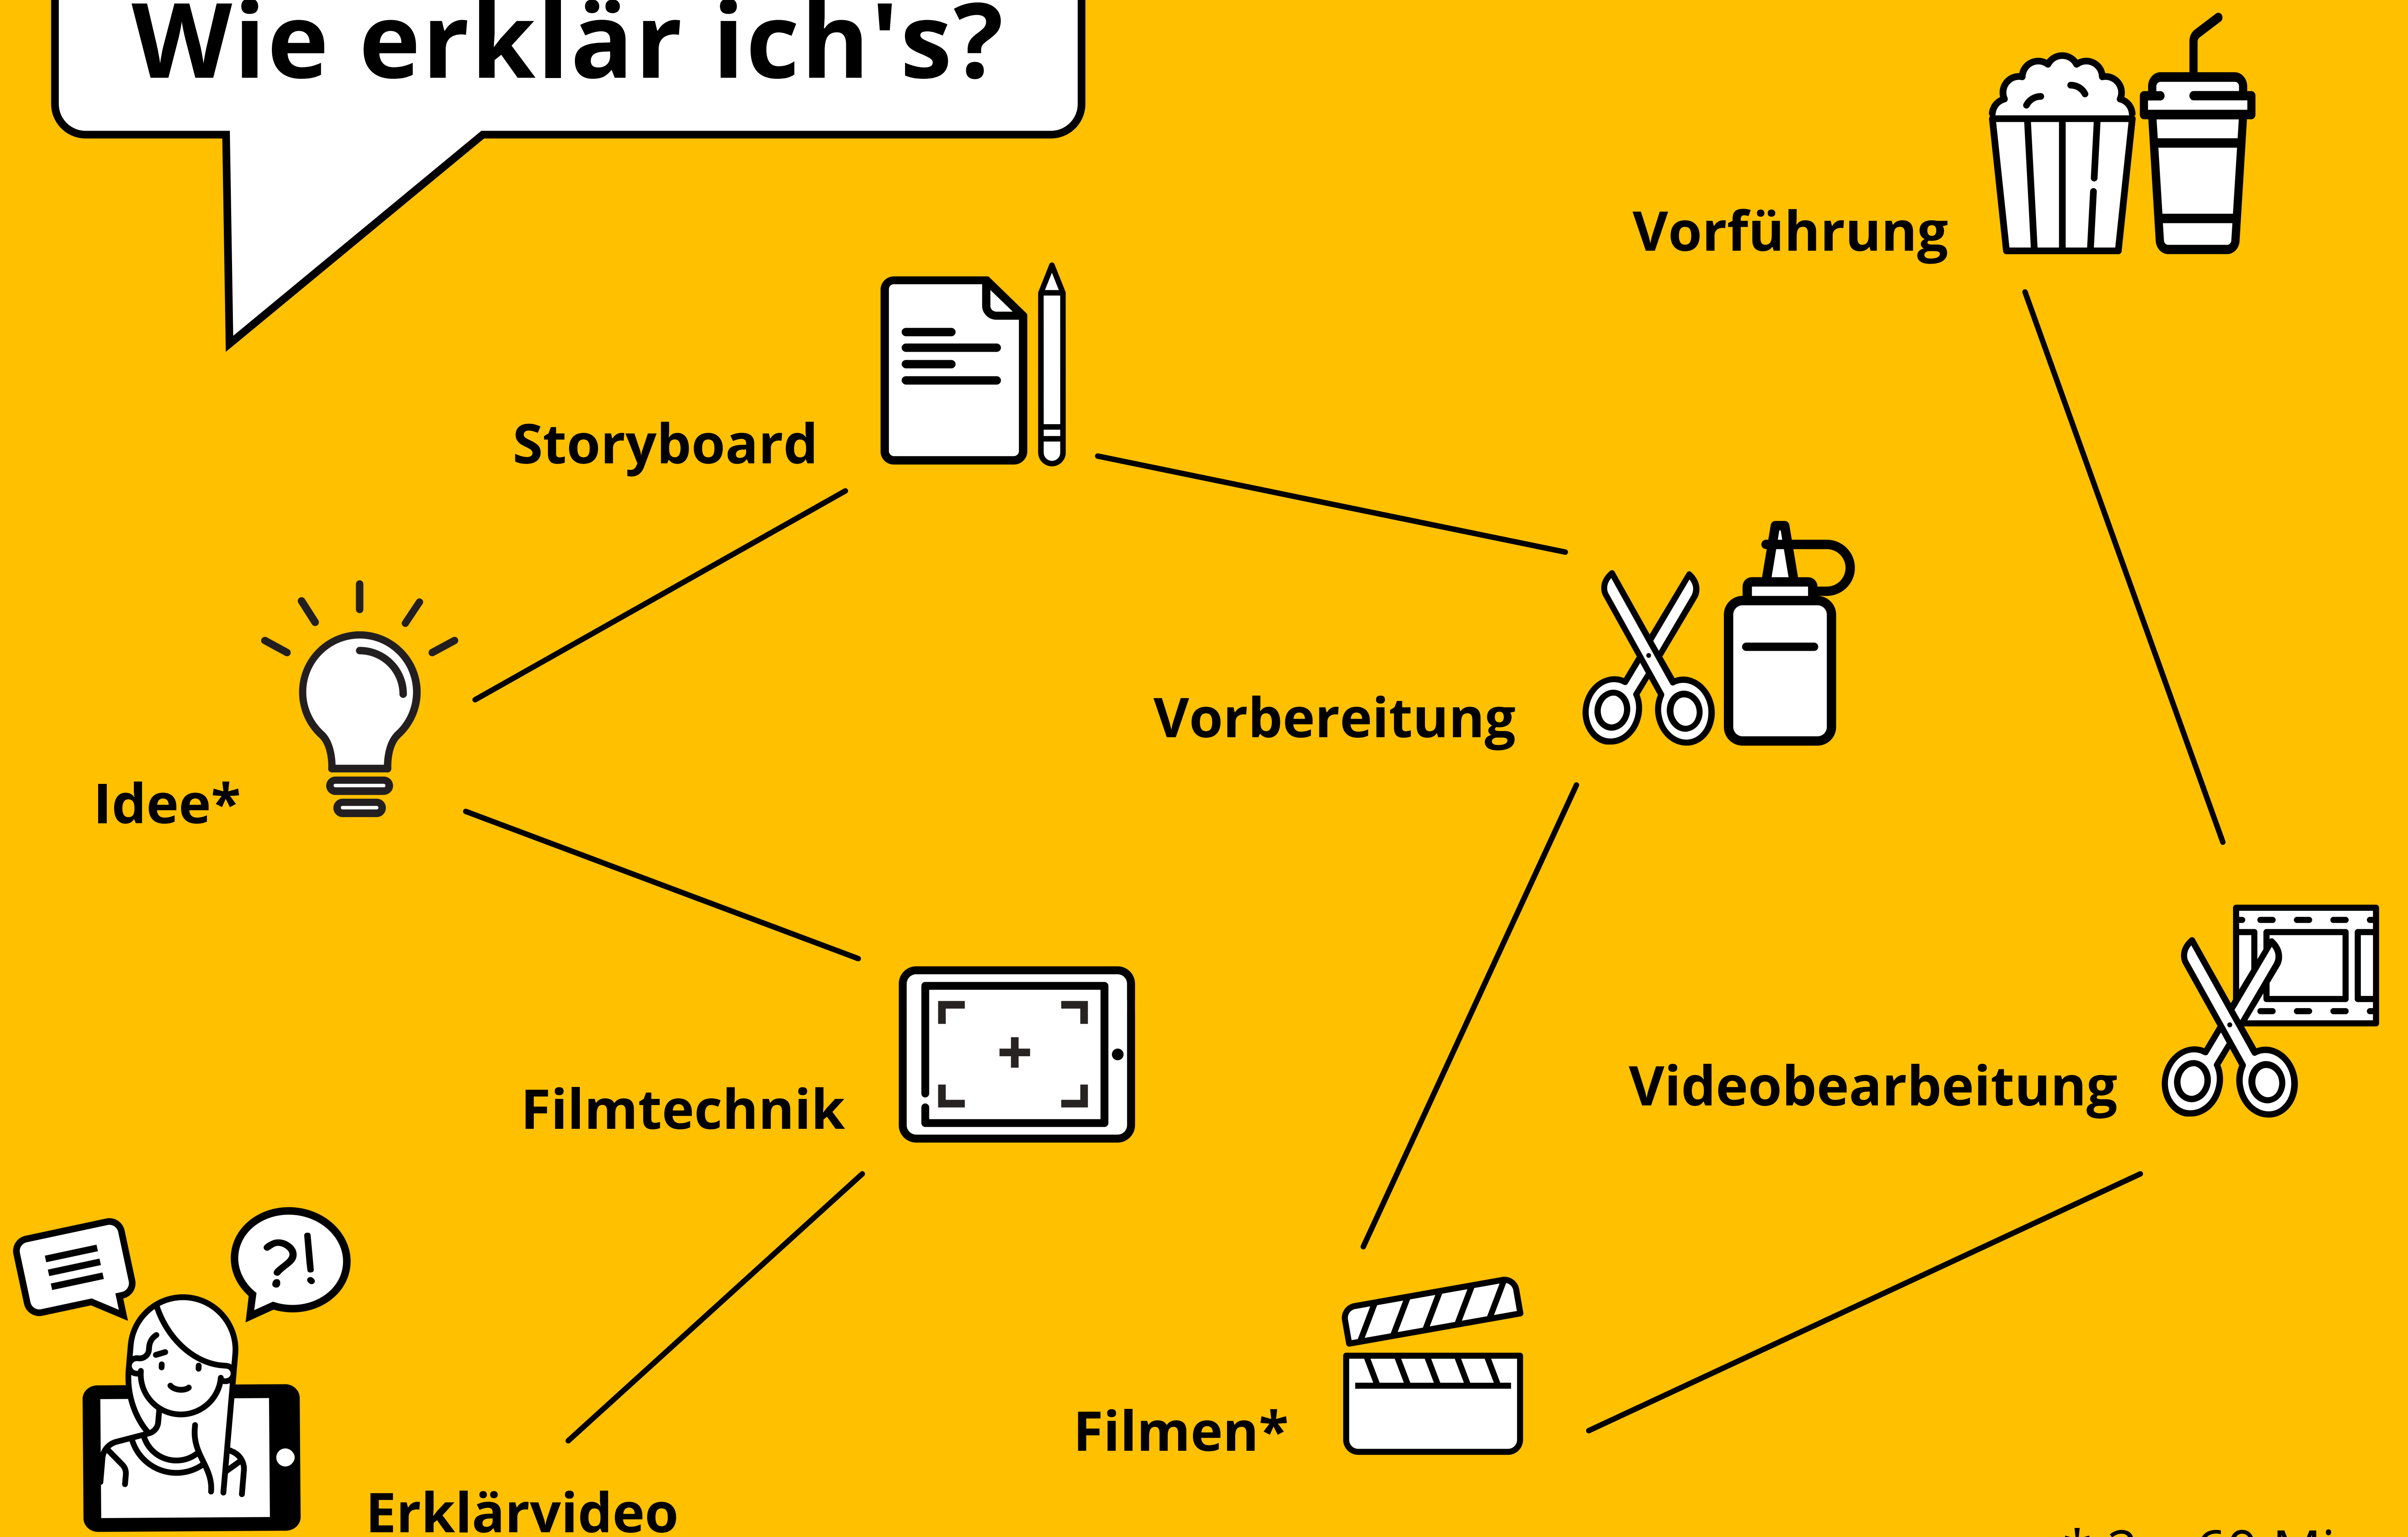 Wie erklär ich's?
Vorführung
Storyboard
Vorbereitung
Idee*
Filmtechnik
Videobearbeitung
?!
Filmen*
Erklärvideo